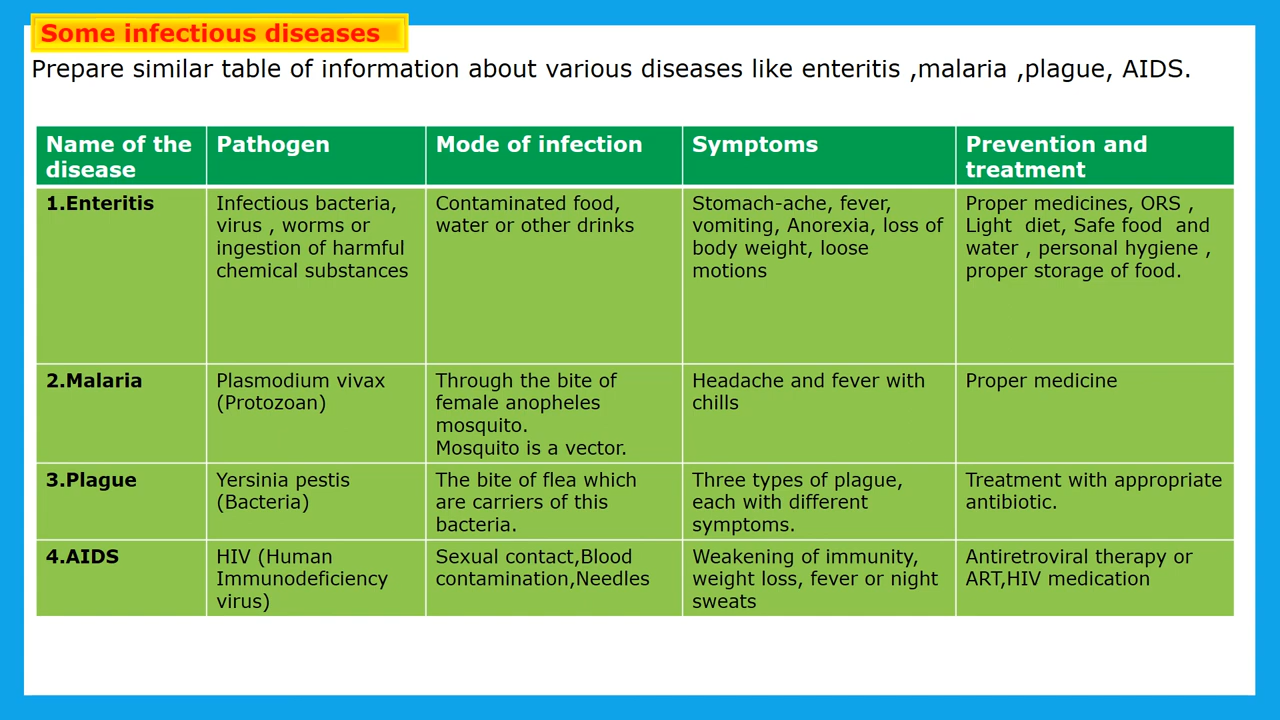 Some infectious diseases
Prepare similar table of information about various diseases like enteritis ,malaria ,plague, AIDS.
Name of the
disease
Pathogen
Mode of infection
Symptoms
Prevention and
treatment
1.Enteritis
Infectious bacteria,
virus , worms or
ingestion of harmful
chemical substances
Contaminated food,
water or other drinks
Stomach-ache, fever,
vomiting, Anorexia, loss of
body weight, loose
motions
Proper medicines, ORS ,
Light  diet, Safe food  and
water , personal hygiene ,
proper storage of food.
2.Malaria
Plasmodium vivax
(Protozoan)
Through the bite of
female anopheles
mosquito.
Mosquito is a vector.
Headache and fever with
chills
Proper medicine
3.Plague
Yersinia pestis
(Bacteria)
The bite of flea which
are carriers of this
bacteria.
Three types of plague,
each with different
symptoms.
Treatment with appropriate
antibiotic.
4.AIDS
HIV (Human
Immunodeficiency
virus)
Sexual contact,Blood
contamination,Needles
Weakening of immunity,
weight loss, fever or night
sweats
Antiretroviral therapy or
ART,HIV medication